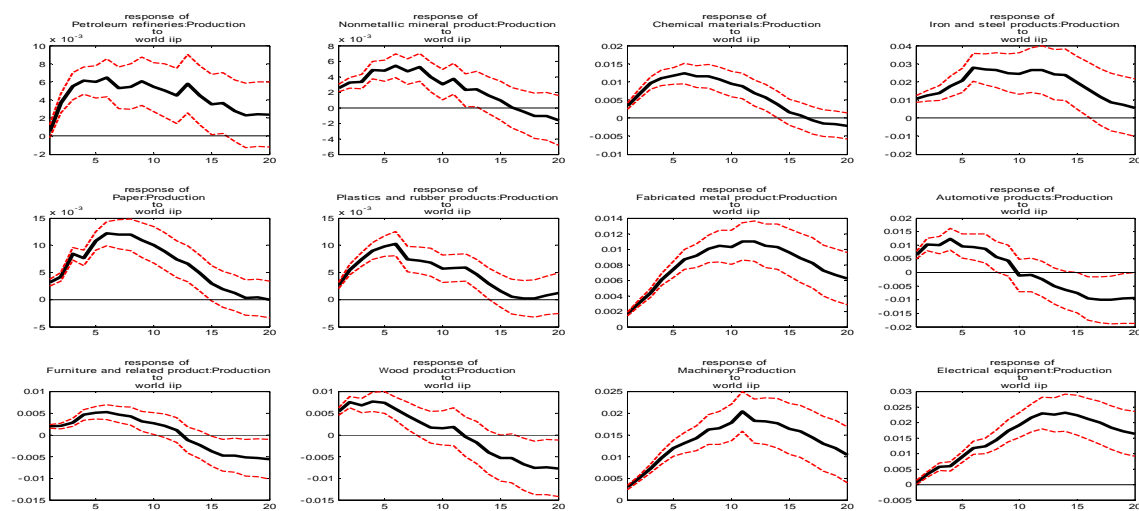 response of
Petroleum refineries:Production
to
world iip
x 10^-3
10
8
6
4
2
0
-2
5
10
15
20
response of
Nonmetallic mineral product:Production
to
world iip
x 10^-3
8
6
4
2
0
-2
-4
-6
5
10
15
20
response of
Chemical materials:Production
to
world iip
0.02
0.015
0.01
0.005
0
-0.005
-0.01
5
10
15
20
response of
Iron and steel products:Production
to
world iip
0.04
0.03
0.02
0.01
0
-0.01
-0.02
5
10
15
20
response of
Paper:Production
to
world iip
x 10^-3
15
10
5
0
-5
5
10
15
20
response of
Plastics and rubber products:Production
to
world iip
x 10^-3
15
10
5
0
-5
5
10
15
20
response of
Fabricated metal product:Production
to
world iip
0.014
0.012
0.01
0.008
0.006
0.004
0.002
0
5
10
15
20
response of
Automotive products:Production
to
world iip
0.02
0.015
0.01
0.005
0
-0.005
-0.01
-0.015
-0.02
5
10
15
20
response of
Furniture and related product:Production
to
world iip
0.01
0.005
0
-0.005
-0.01
-0.015
5
10
15
20
response of
Wood product:Production
to
world iip
0.01
0.005
0
-0.005
-0.01
-0.015
5
10
15
20
response of
Machinery:Production
to
world iip
0.025
0.02
0.015
0.01
0.005
0
5
10
15
20
response of
Electrical equipment:Production
to
world iip
0.03
0.025
0.02
0.015
0.01
0.005
0
-0.005
5
10
15
20